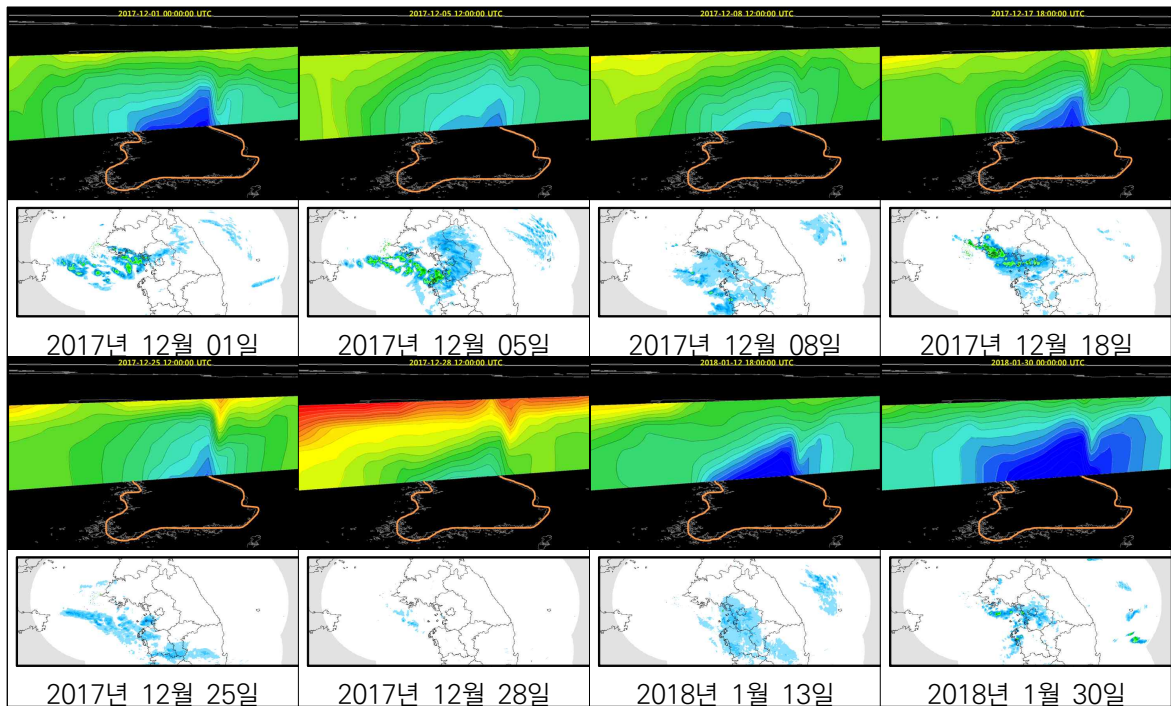 2017-12-01 00:00:00 UTC
2017-12-05 12:00:00 UTC
2017-12-08 12:00:00 UTC
2017-12-17 18:00:00 UTC
2017년 12월 01일
2017년 12월 05일
2017년 12월 08일
2017년 12월 18일
2017-12-25 12:00:00 UTC
2017-12-28 12:00:00 UTC
2018-01-12 18:00:00 UTC
2018-01-30 00:00:00 UTC
2017년 12월 25일
2017년 12월 28일
2018년 1월 13일
2018년 1월 30일